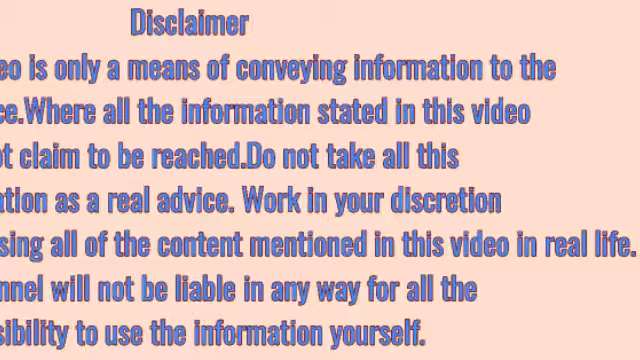 Disclaimer
eo is only a means of conveying information to the
ce.Where all the information stated in this video
ot claim to be reached.Do not take all this
ation as a real advice. Work in your discretion
sing all of the content mentioned in this video in real life.
nnel will not be liable in any way for all the
sibility to use the information yourself.